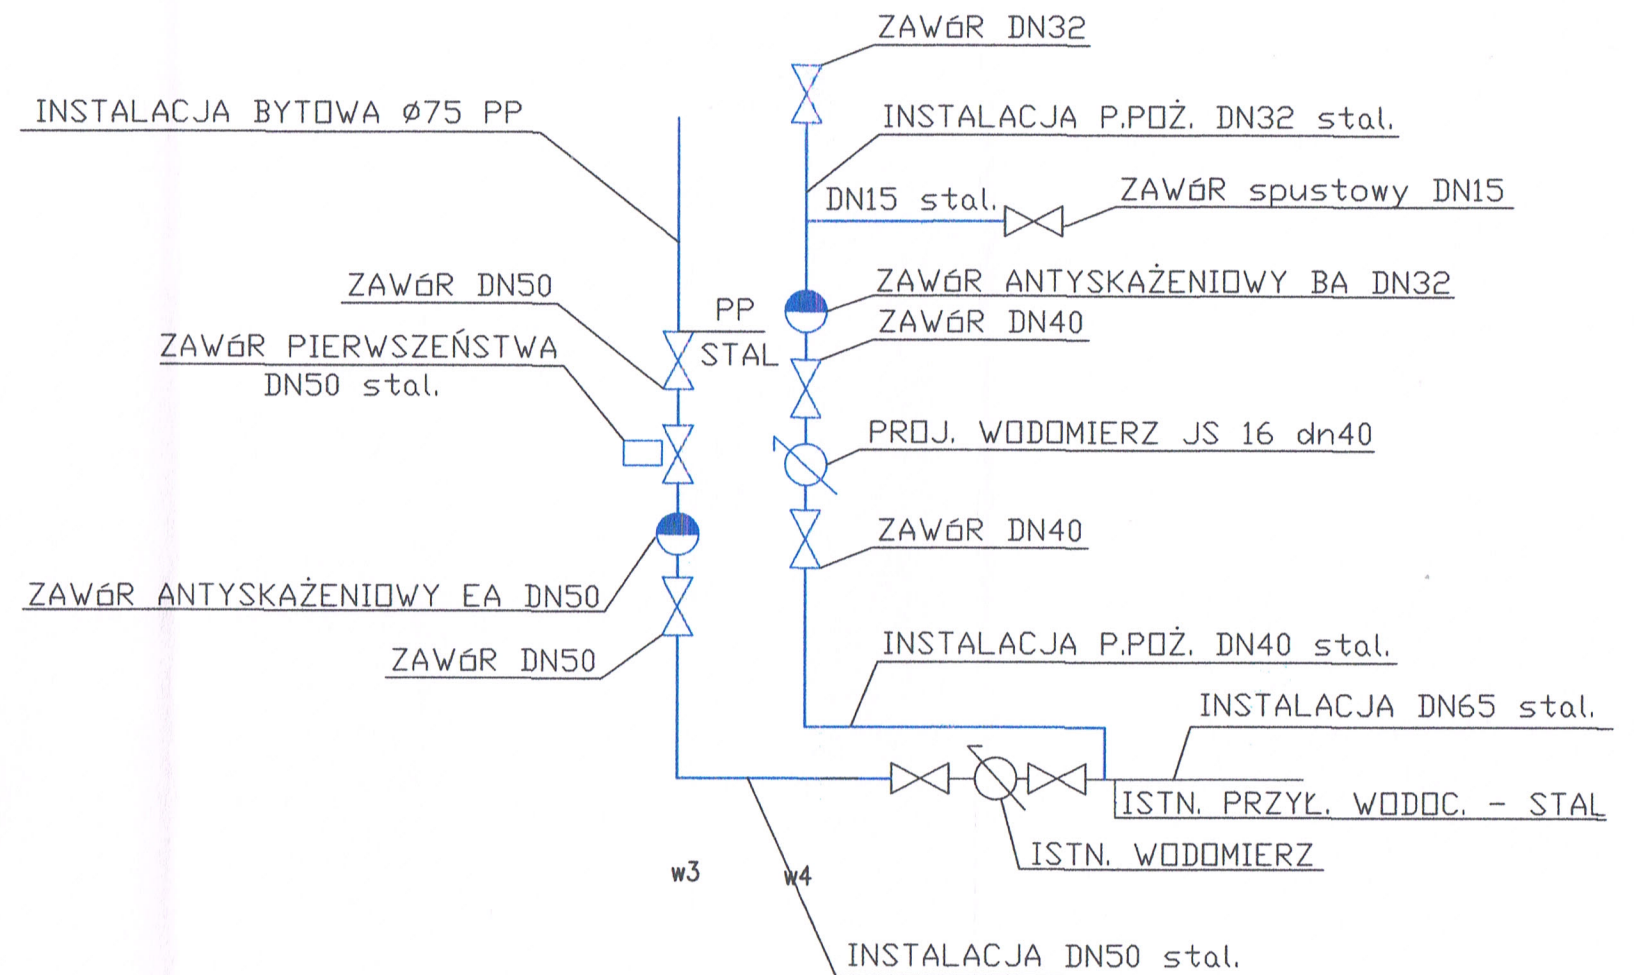 ZAWóR DN32
INSTALACJA BYTOWA ø75 PP
INSTALACJA P.POŻ. DN32 stal.
DN15 stal.
ZAWóR spustowy DN15
ZAWóR DN50
ZAWóR ANTYSKAŻENIOWY BA DN32
PP
STAL
ZAWóR DN40
ZAWóR PIERWSZEŃSTWA
DN50 stal.
PROJ. WODOMIERZ JS 16 dn40
ZAWóR DN40
ZAWóR ANTYSKAŻENIOWY EA DN50
ZAWóR DN50
INSTALACJA P.POŻ. DN40 stal.
INSTALACJA DN65 stal.
ISTN. PRZYŁ. WODOC. - STAL
ISTN. WODOMIERZ
w3
w4
INSTALACJA DN50 stal.